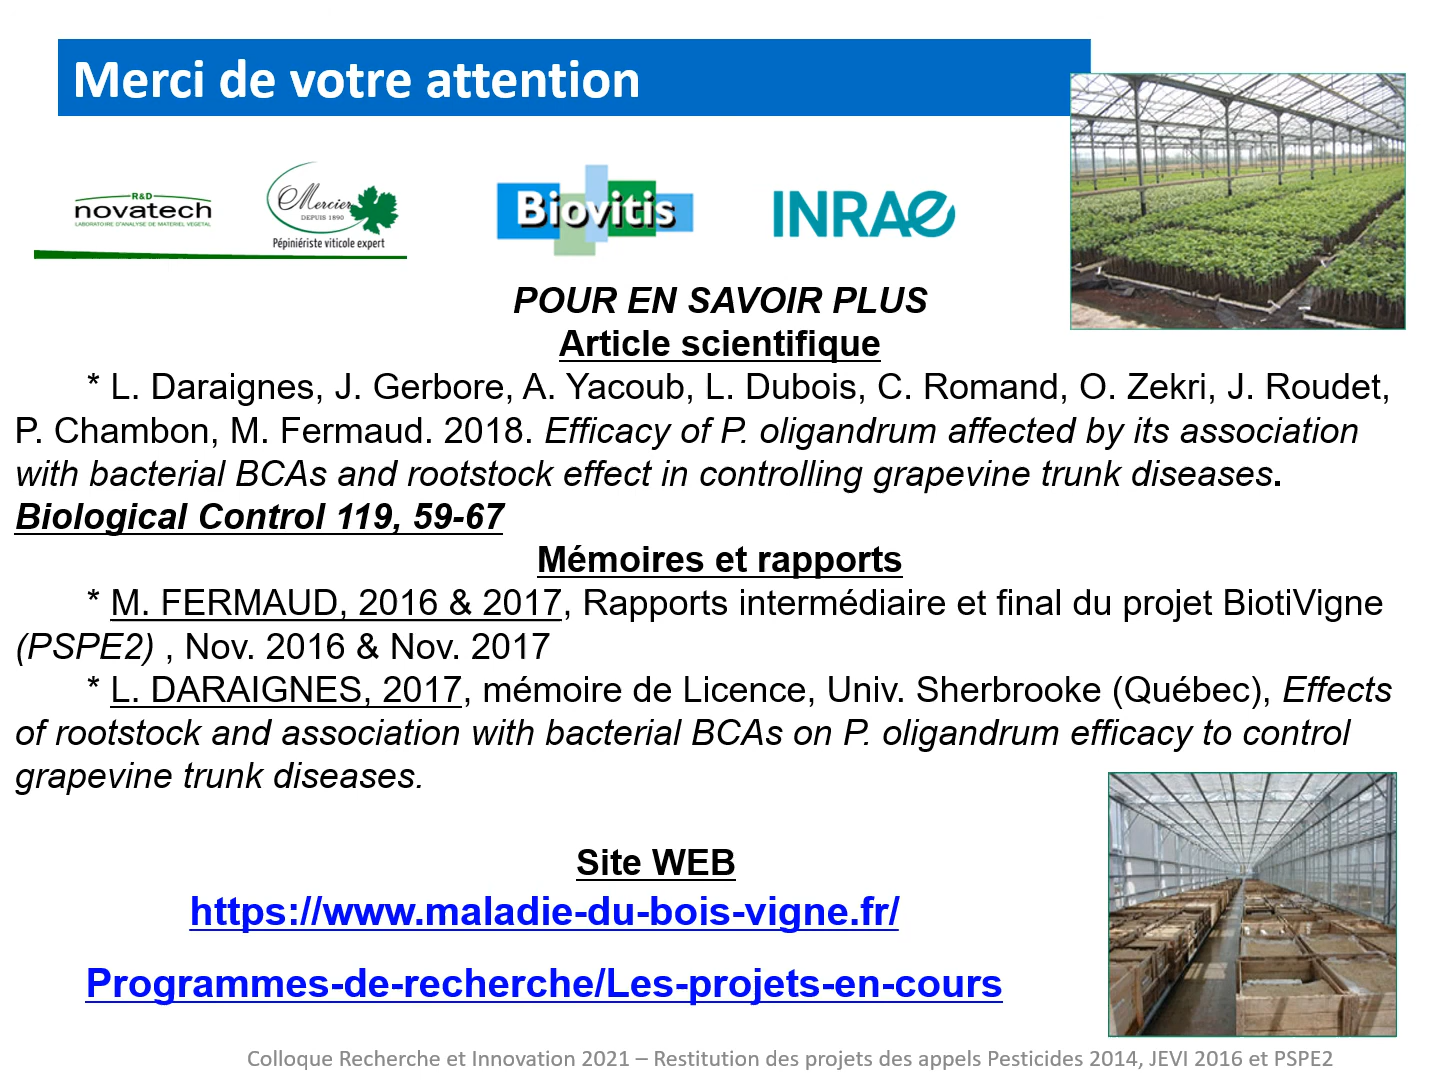 Merci de votre attention
R&D
novatech
LABORATOIRE D'ANALYSE DE MATERIEL VEGETAL
Mercier
DEPUIS 1890
Pépiniériste viticole expert
Biovitis
INRAE
POUR EN SAVOIR PLUS
Article scientifique
* L. Daraignes, J. Gerbore, A. Yacoub, L. Dubois, C. Romand, O. Zekri, J. Roudet,
P. Chambon, M. Fermaud. 2018. Efficacy of P. oligandrum affected by its association
with bacterial BCAs and rootstock effect in controlling grapevine trunk diseases.
Biological Control 119, 59-67
Mémoires et rapports
* M. FERMAUD, 2016 & 2017, Rapports intermédiaire et final du projet BiotiVigne
(PSPE2) , Nov. 2016 & Nov. 2017
* L. DARAIGNES, 2017, mémoire de Licence, Univ. Sherbrooke (Québec), Effects
of rootstock and association with bacterial BCAs on P. oligandrum efficacy to control
grapevine trunk diseases.
Site WEB
https://www.maladie-du-bois-vigne.fr/
Programmes-de-recherche/Les-projets-en-cours
Colloque Recherche et Innovation 2021 – Restitution des projets des appels Pesticides 2014, JEVI 2016 et PSPE2